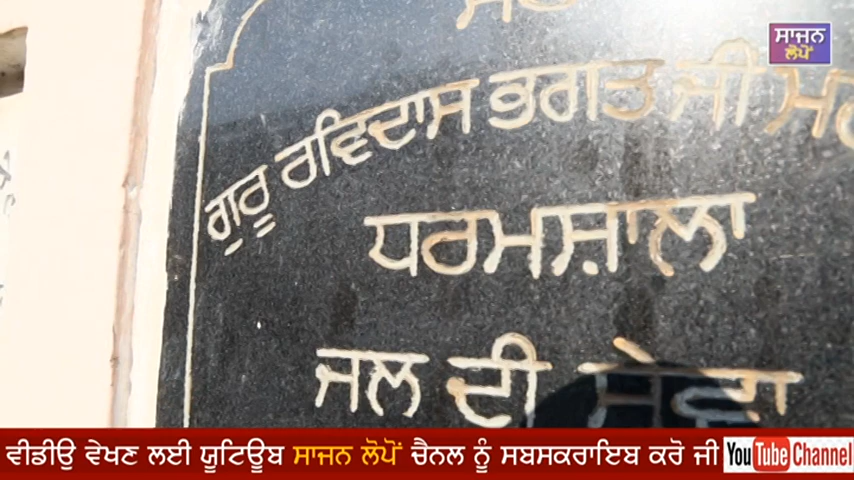 ਸਾਜਨ
ਲੋਪੋਂ
ਗੁਰੂ ਰਵਿਦਾਸ ਭਗਤ ਜੀ
ਧਰਮਸ਼ਾਲਾ
ਜਲ ਦੀ ਸੇਵਾ
ਵੀਡੀਉ ਵੇਖਣ ਲਈ ਯੂਟਿਊਬ ਸਾਜਨ ਲੋਪੋਂ ਚੈਨਲ ਨੂੰ ਸਬਸਕਰਾਇਬ ਕਰੋ ਜੀ YouTube Channel